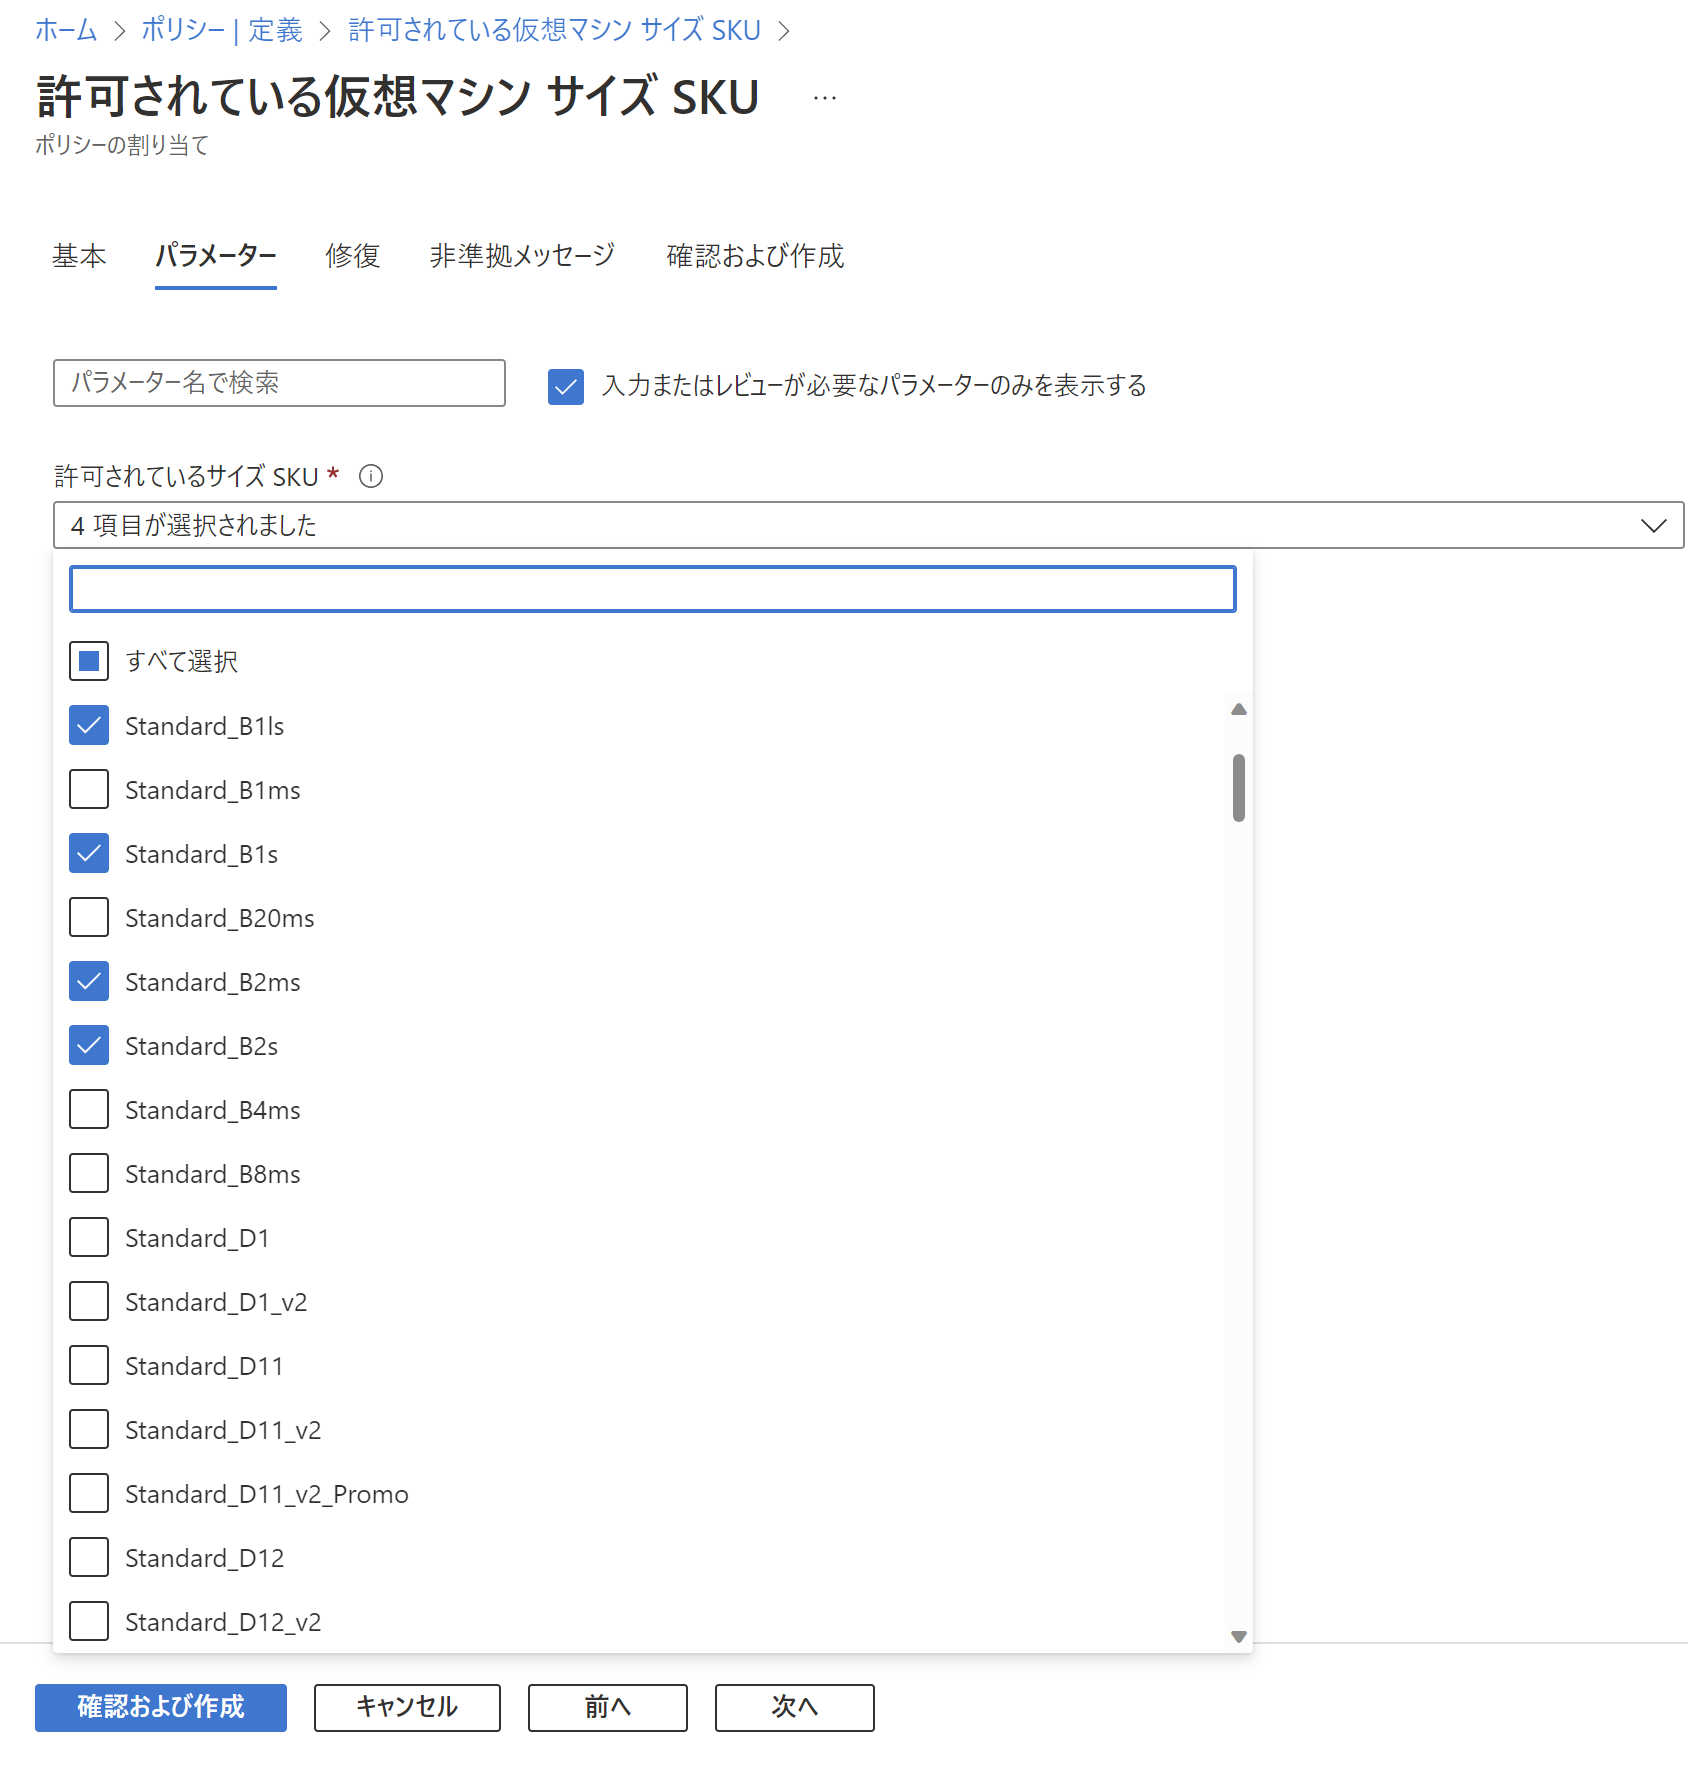 ホーム > ポリシー | 定義 > 許可されている仮想マシン サイズ SKU >
許可されている仮想マシン サイズ SKU ...
ポリシーの割り当て
基本 パラメーター 修復 非準拠メッセージ 確認および作成
パラメーター名で検索 入力またはレビューが必要なパラメーターのみを表示する
許可されているサイズ SKU *
4 項目が選択されました
すべて選択
Standard_B1ls
Standard_B1ms
Standard_B1s
Standard_B20ms
Standard_B2ms
Standard_B2s
Standard_B4ms
Standard_B8ms
Standard_D1
Standard_D1_v2
Standard_D11
Standard_D11_v2
Standard_D11_v2_Promo
Standard_D12
Standard_D12_v2
確認および作成 キャンセル 前へ 次へ